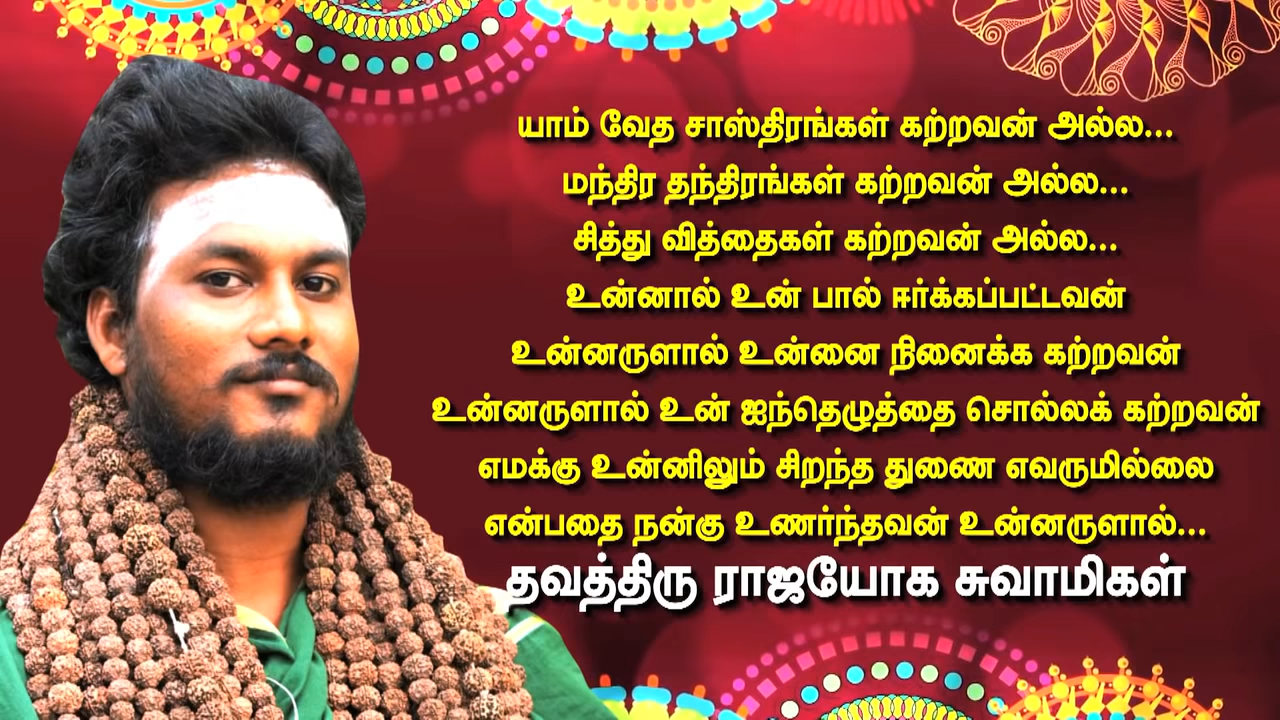 யாம் வேத சாஸ்திரங்கள் கற்றவன் அல்ல...
மந்திர தந்திரங்கள் கற்றவன் அல்ல...
சித்து வித்தைகள் கற்றவன் அல்ல...
உன்னால் உன் பால் ஈர்க்கப்பட்டவன்
உன்னருளால் உன்னை நினைக்க கற்றவன்
உன்னருளால் உன் ஐந்தெழுத்தை சொல்லக் கற்றவன்
எமக்கு உன்னிலும் சிறந்த துணை எவருமில்லை
என்பதை நன்கு உணர்ந்தவன் உன்னருளால்...
தவத்திரு ராஜயோக சுவாமிகள்